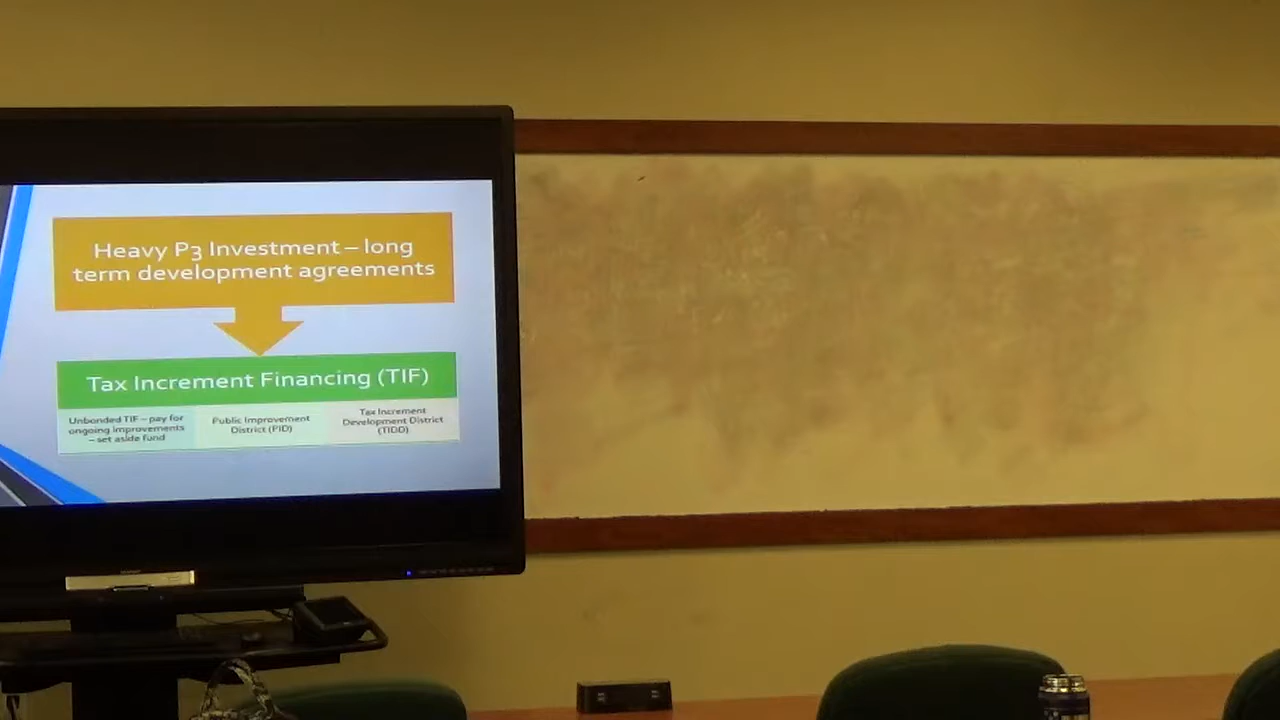 Heavy P3 Investment – long
term development agreements
Tax Increment Financing (TIF)
Unbonded TIF – pay for
ongoing improvements
– set aside fund
Public Improvement
District (PID)
Tax Increment
Development District
(TIDD)